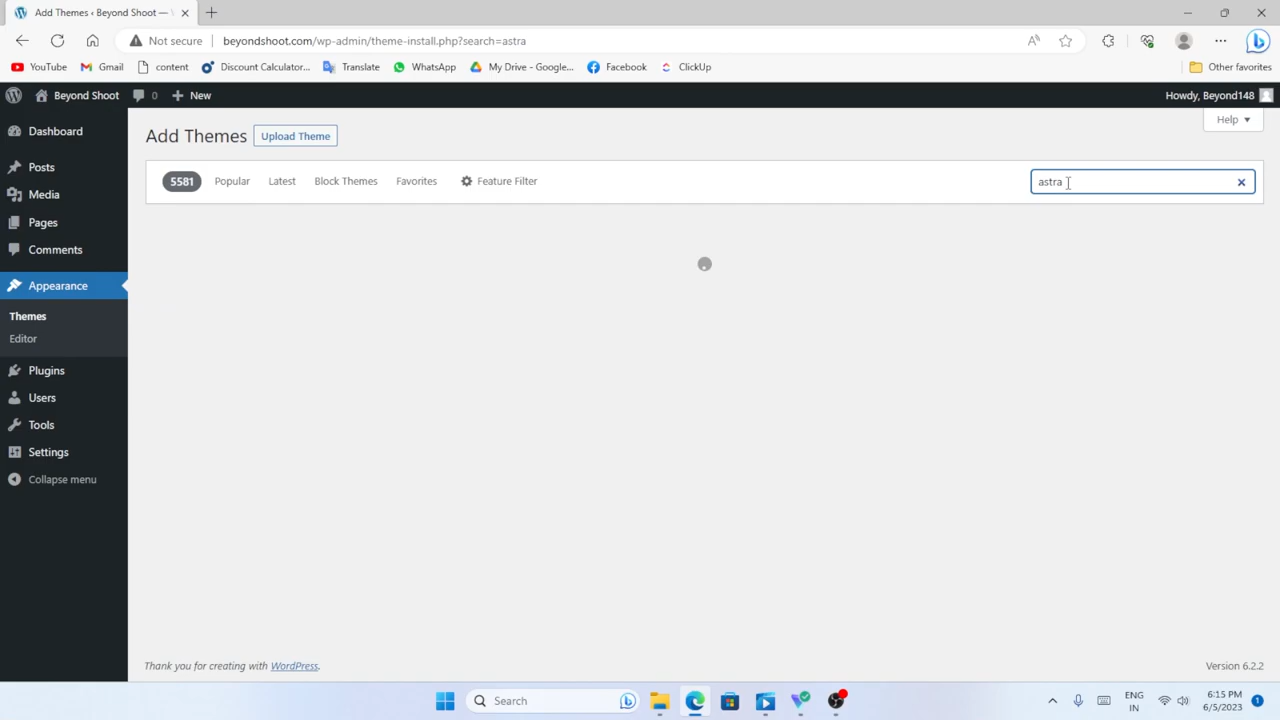 Add Themes ‹ Beyond Shoot — V
Not secure
beyondshoot.com/wp-admin/theme-install.php?search=astra
YouTube
Gmail
content
Discount Calculator...
Translate
WhatsApp
My Drive - Google...
Facebook
ClickUp
Other favorites
Beyond Shoot
0
New
Howdy, Beyond148
Dashboard
Posts
Media
Pages
Comments
Appearance
Themes
Editor
Plugins
Users
Tools
Settings
Collapse menu
Add Themes
Upload Theme
Help
5581
Popular
Latest
Block Themes
Favorites
Feature Filter
astra
Thank you for creating with WordPress.
Version 6.2.2
Search
ENG
IN
6:15 PM
6/5/2023
1